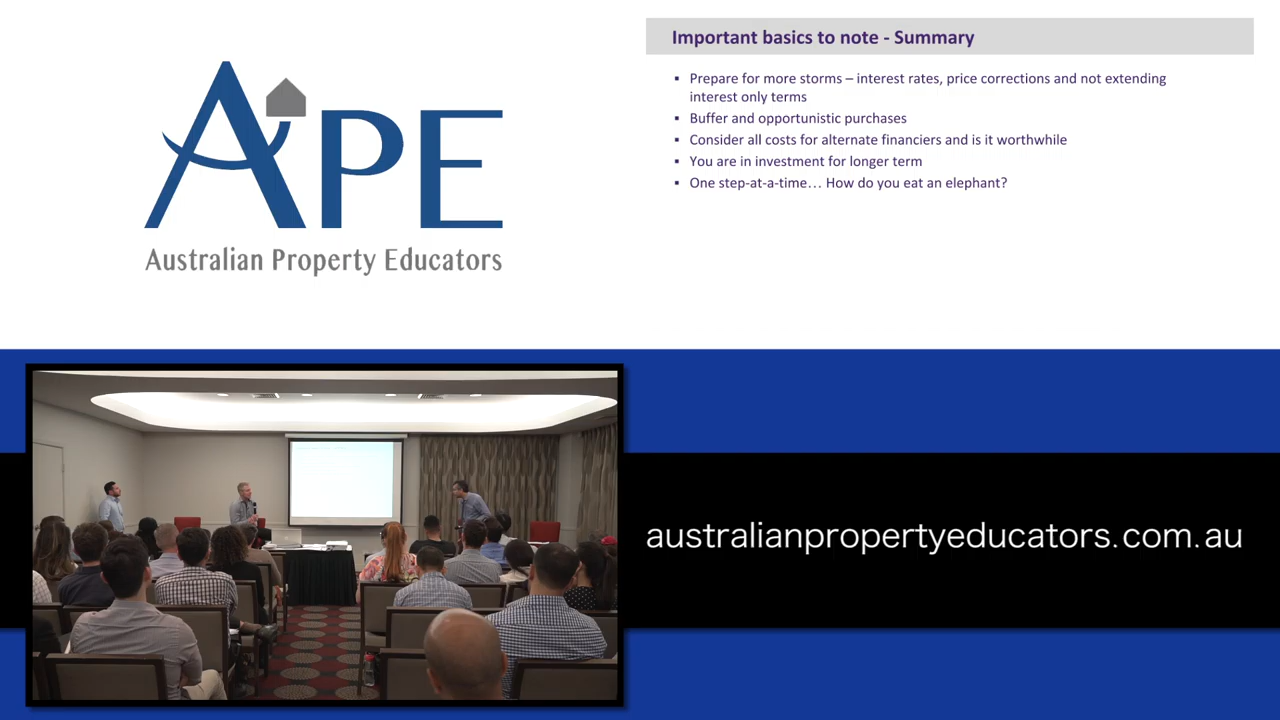 APE
Australian Property Educators
Important basics to note - Summary
▪ Prepare for more storms – interest rates, price corrections and not extending
interest only terms
▪ Buffer and opportunistic purchases
▪ Consider all costs for alternate financiers and is it worthwhile
▪ You are in investment for longer term
▪ One step-at-a-time… How do you eat an elephant?
australianpropertyeducators.com.au